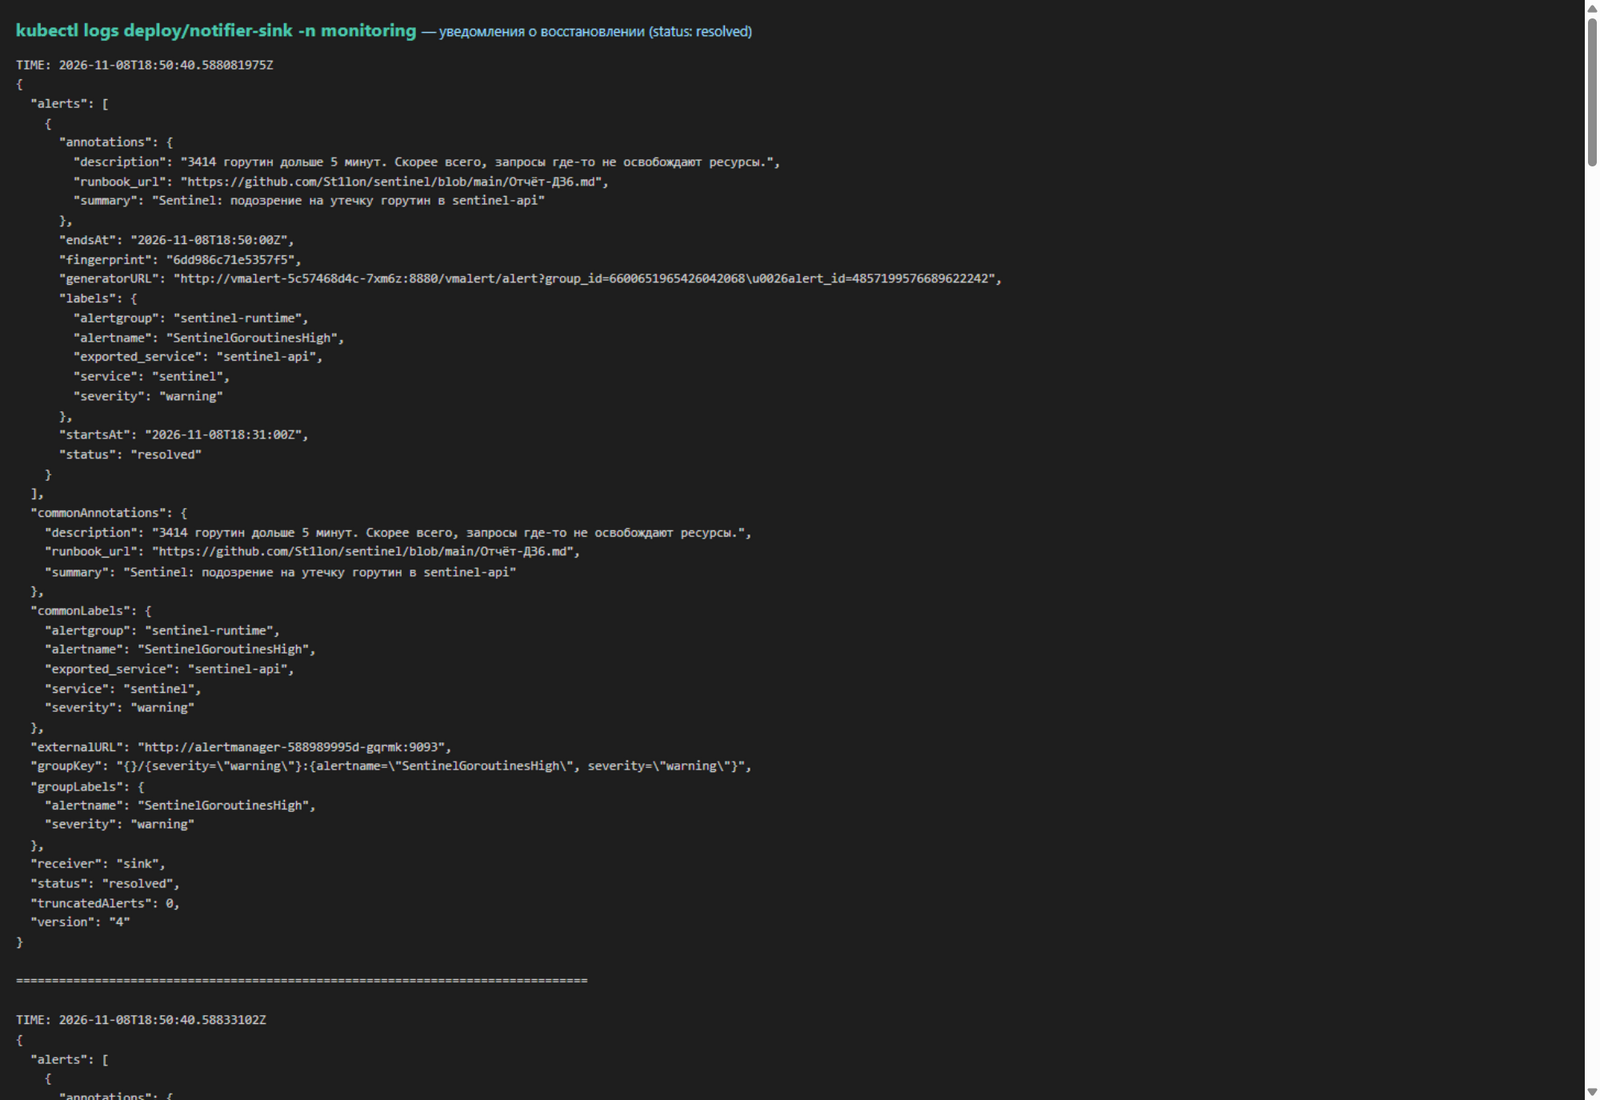 kubectl logs deploy/notifier-sink -n monitoring — уведомления о восстановлении (status: resolved)
TIME: 2026-11-08T18:50:40.588081975Z
{
  "alerts": [
    {
      "annotations": {
        "description": "3414 горутин дольше 5 минут. Скорее всего, запросы где-то не освобождают ресурсы.",
        "runbook_url": "https://github.com/St1lon/sentinel/blob/main/Отчёт-ДЗ6.md",
        "summary": "Sentinel: подозрение на утечку горутин в sentinel-api"
      },
      "endsAt": "2026-11-08T18:50:00Z",
      "fingerprint": "6dd986c71e5357f5",
      "generatorURL": "http://vmalert-5c57468d4c-7xm6z:8880/vmalert/alert?group_id=6600651965426042068\u0026alert_id=4857199576689622242",
      "labels": {
        "alertgroup": "sentinel-runtime",
        "alertname": "SentinelGoroutinesHigh",
        "exported_service": "sentinel-api",
        "service": "sentinel",
        "severity": "warning"
      },
      "startsAt": "2026-11-08T18:31:00Z",
      "status": "resolved"
    }
  ],
  "commonAnnotations": {
    "description": "3414 горутин дольше 5 минут. Скорее всего, запросы где-то не освобождают ресурсы.",
    "runbook_url": "https://github.com/St1lon/sentinel/blob/main/Отчёт-ДЗ6.md",
    "summary": "Sentinel: подозрение на утечку горутин в sentinel-api"
  },
  "commonLabels": {
    "alertgroup": "sentinel-runtime",
    "alertname": "SentinelGoroutinesHigh",
    "exported_service": "sentinel-api",
    "service": "sentinel",
    "severity": "warning"
  },
  "externalURL": "http://alertmanager-588989995d-gqrmk:9093",
  "groupKey": "{}/{severity=\"warning\"}:{alertname=\"SentinelGoroutinesHigh\", severity=\"warning\"}",
  "groupLabels": {
    "alertname": "SentinelGoroutinesHigh",
    "severity": "warning"
  },
  "receiver": "sink",
  "status": "resolved",
  "truncatedAlerts": 0,
  "version": "4"
}
================================================================================
TIME: 2026-11-08T18:50:40.58833102Z
{
  "alerts": [
    {
      "annotations": {